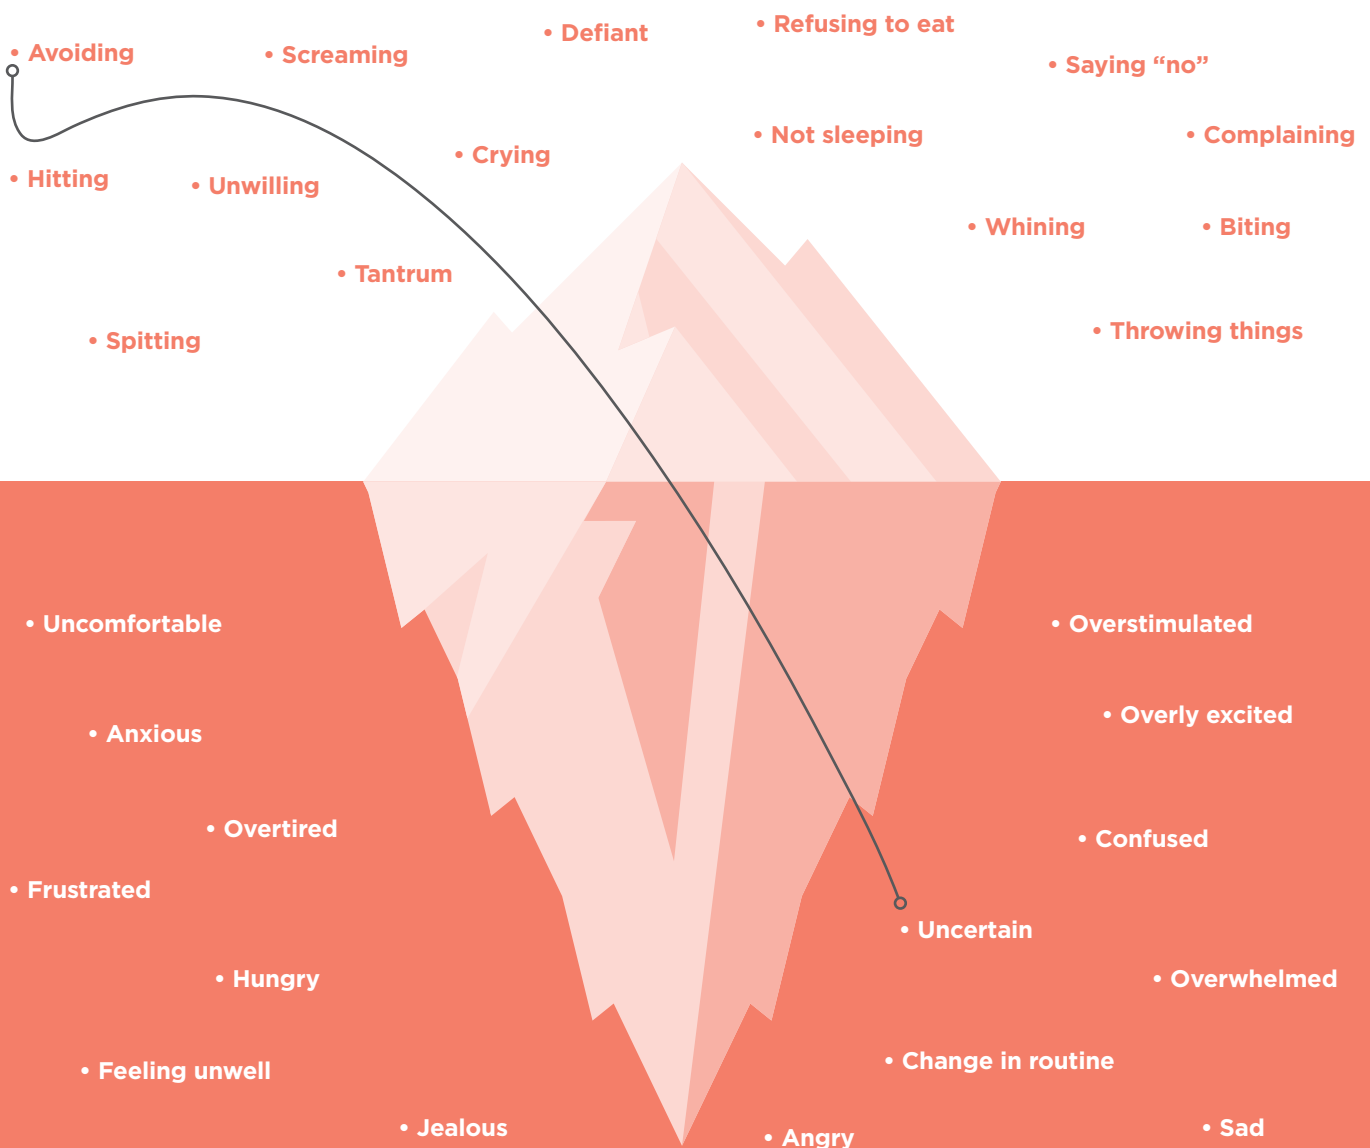 • Refusing to eat
• Defiant
• Avoiding
• Screaming
• Saying “no”
• Not sleeping
• Complaining
• Crying
• Hitting
• Unwilling
• Whining
• Biting
• Tantrum
• Throwing things
• Spitting
• Uncomfortable
• Overstimulated
• Overly excited
• Anxious
• Overtired
• Confused
• Frustrated
• Uncertain
• Hungry
• Overwhelmed
• Change in routine
• Feeling unwell
• Jealous
• Sad
• Angry